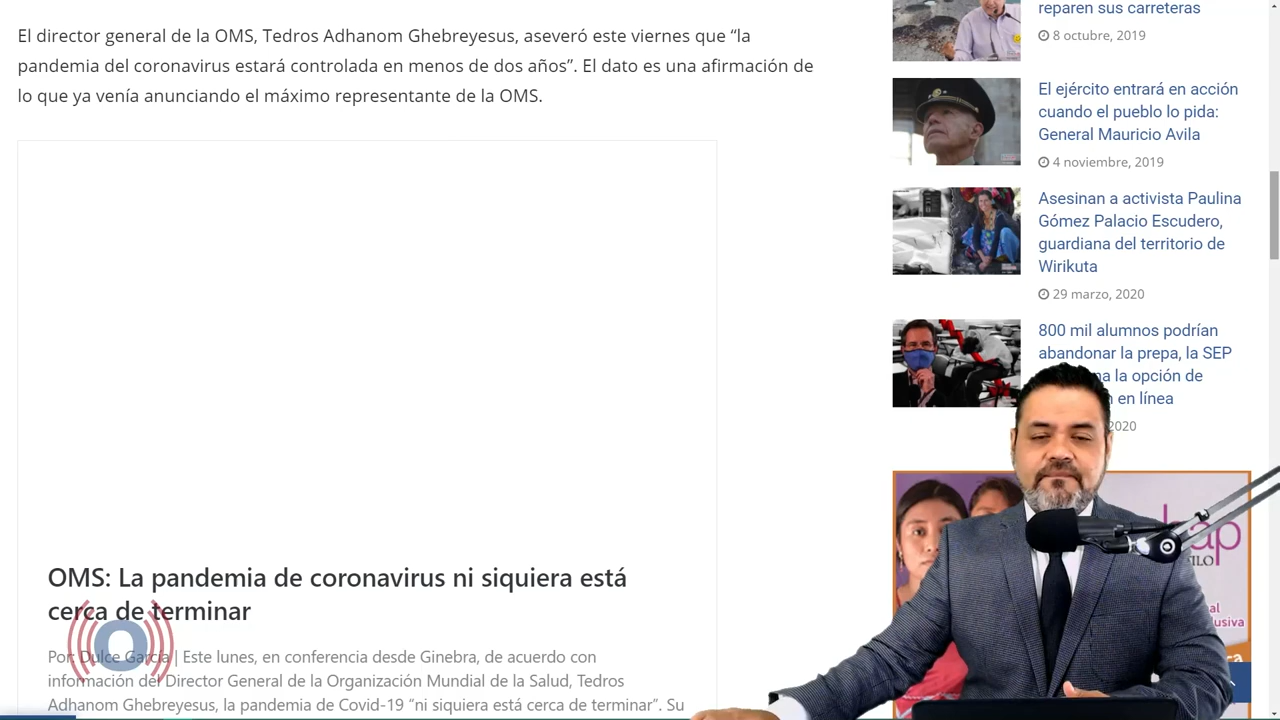 El director general de la OMS, Tedros Adhanom Ghebreyesus, aseveró este viernes que “la
pandemia del coronavirus estará controlada en menos de dos años”. El dato es una afirmación de
lo que ya venía anunciando el máximo representante de la OMS.
OMS: La pandemia de coronavirus ni siquiera está
cerca de terminar
Por: Dulce García | Este lunes, en conferencia desde Ginebra, de acuerdo con
información del Director General de la Organización Mundial de la Salud, Tedros
Adhanom Ghebreyesus, la pandemia de Covid-19 “ni siquiera está cerca de terminar”. Su
reparen sus carreteras
8 octubre, 2019
El ejército entrará en acción
cuando el pueblo lo pida:
General Mauricio Avila
4 noviembre, 2019
Asesinan a activista Paulina
Gómez Palacio Escudero,
guardiana del territorio de
Wirikuta
29 marzo, 2020
800 mil alumnos podrían
abandonar la prepa, la SEP
la opción de
en línea
2020